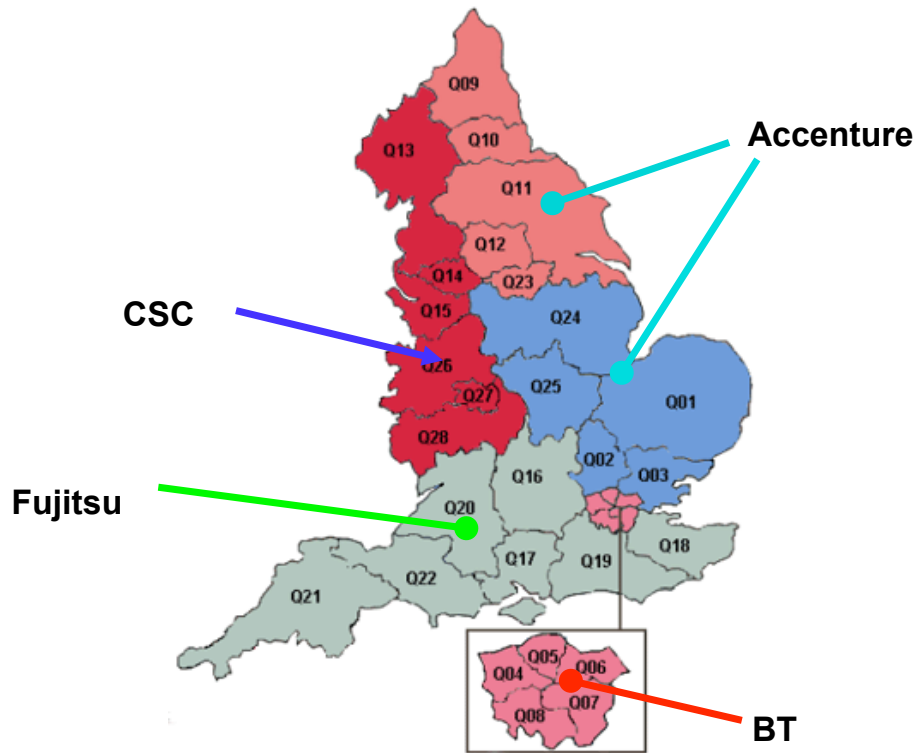 Q09
Accenture
Q10
Q13
Q11
Q12
Q14
Q23
CSC
Q15
Q24
Q26
Q25
Q27
Q01
Q28
Q02
Q03
Q16
Fujitsu
Q20
Q18
Q17
Q19
Q22
Q21
Q05
Q06
Q04
Q07
Q08
BT